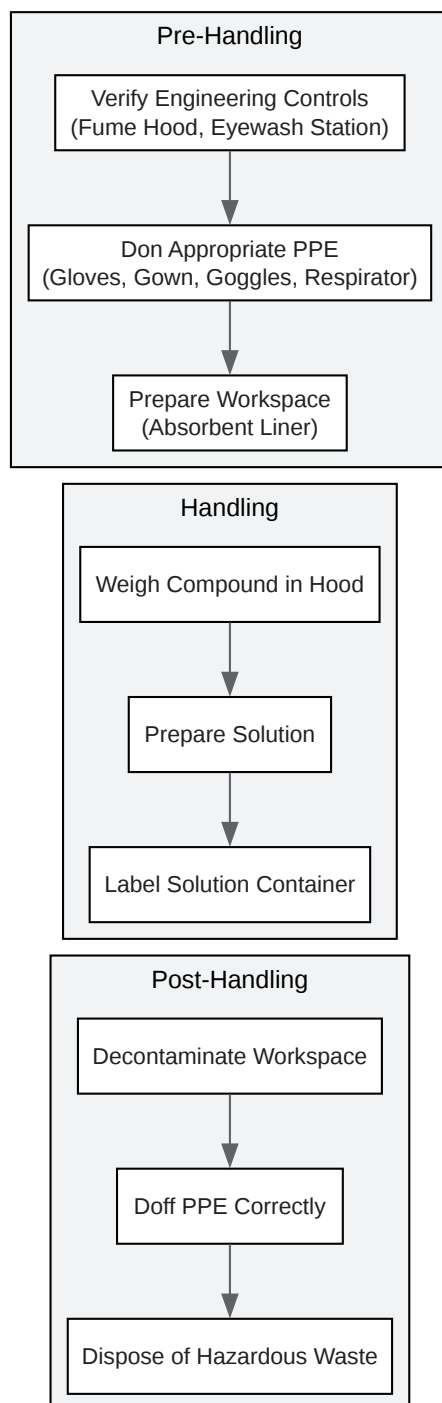 Pre-Handling
Verify Engineering Controls
(Fume Hood, Eyewash Station)
Don Appropriate PPE
(Gloves, Gown, Goggles, Respirator)
Prepare Workspace
(Absorbent Liner)
Handling
Weigh Compound in Hood
Prepare Solution
Label Solution Container
Post-Handling
Decontaminate Workspace
Doff PPE Correctly
Dispose of Hazardous Waste